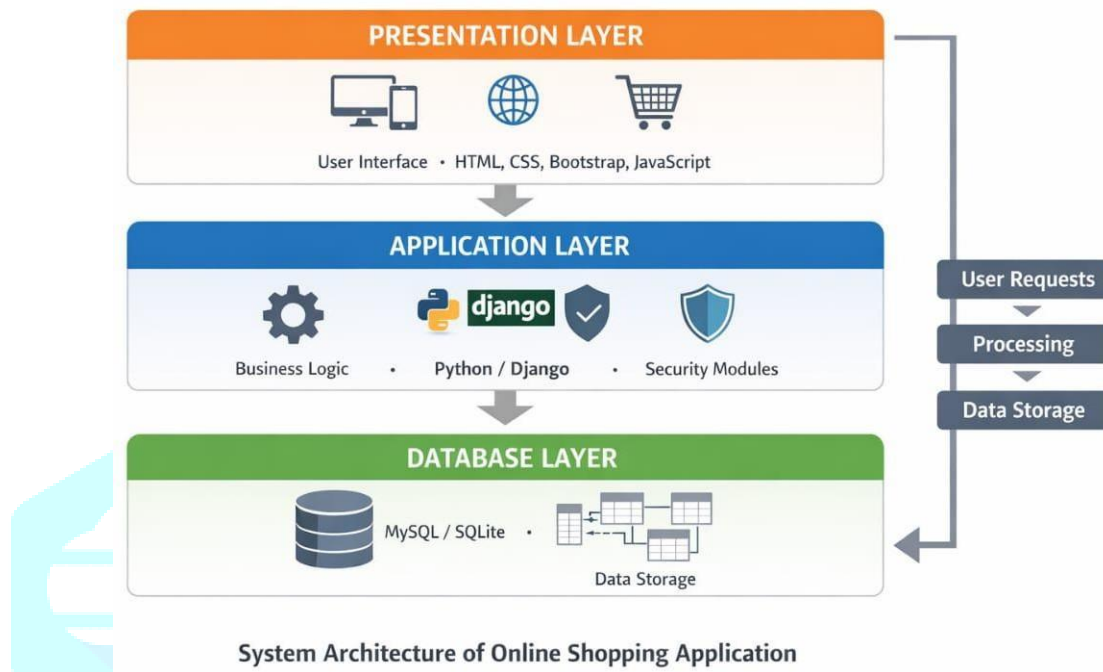 PRESENTATION LAYER
User Interface • HTML, CSS, Bootstrap, JavaScript
APPLICATION LAYER
django
Business Logic • Python / Django • Security Modules
User Requests
Processing
Data Storage
DATABASE LAYER
MySQL / SQLite •
Data Storage
System Architecture of Online Shopping Application